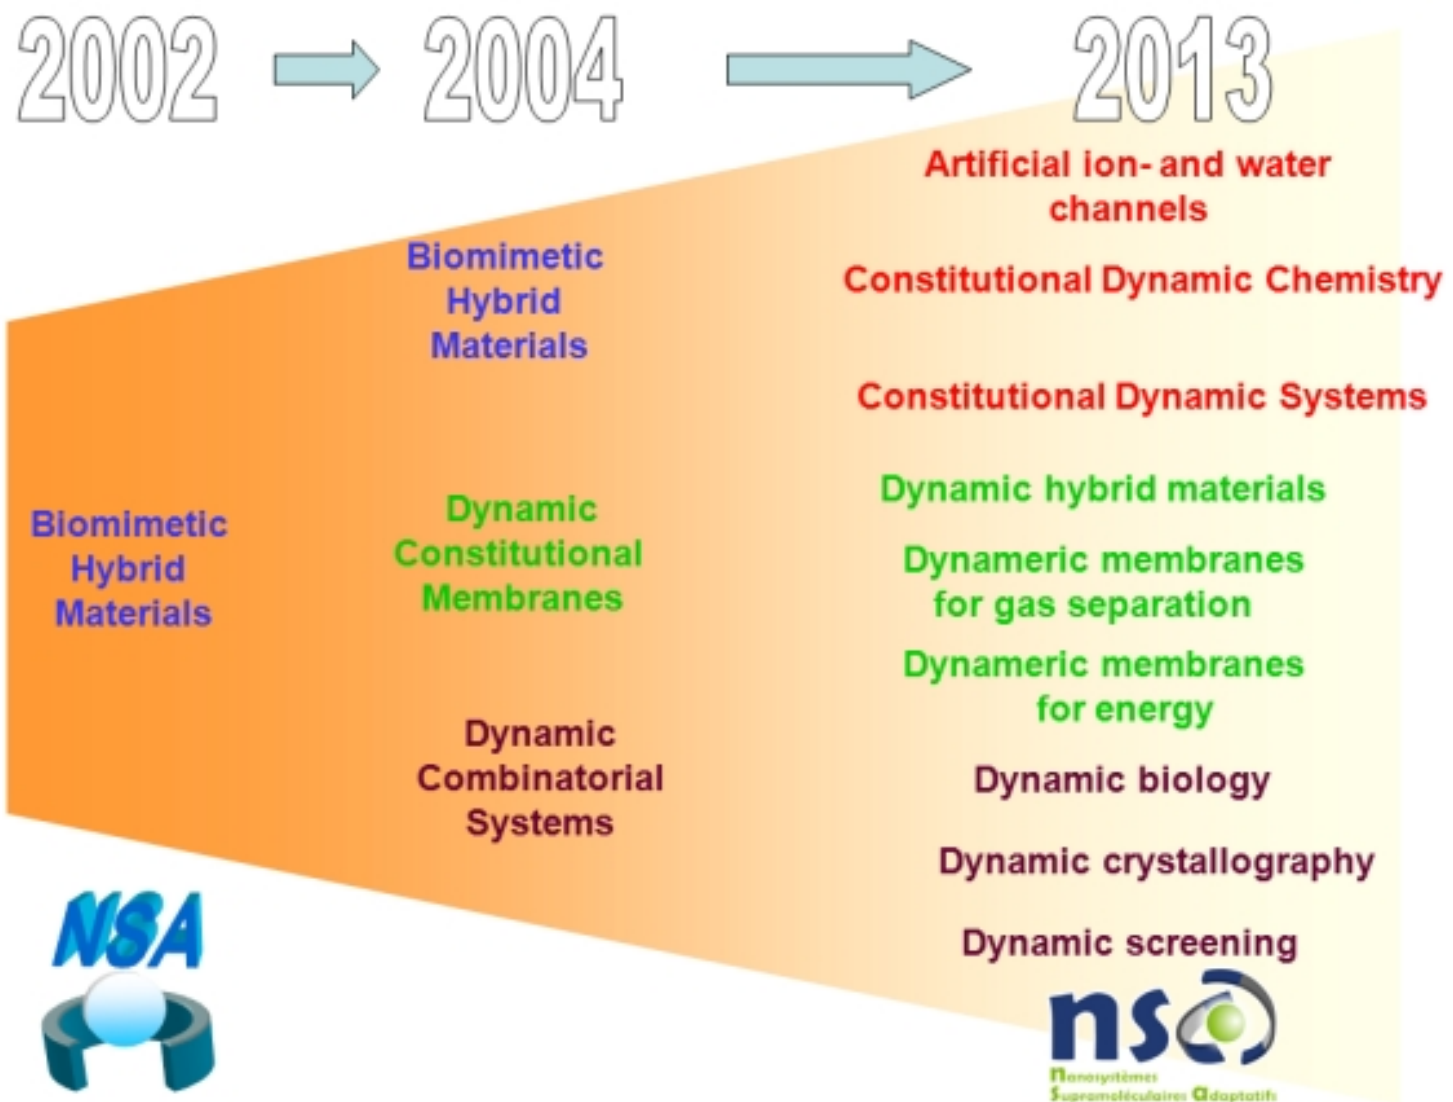 2002
2004
2013
Biomimetic
Hybrid
Materials
Biomimetic
Hybrid
Materials
Dynamic
Constitutional
Membranes
Dynamic
Combinatorial
Systems
Artificial ion- and water
channels
Constitutional Dynamic Chemistry
Constitutional Dynamic Systems
Dynamic hybrid materials
Dynameric membranes
for gas separation
Dynameric membranes
for energy
Dynamic biology
Dynamic crystallography
Dynamic screening
NSA
nsa
Nanosystèmes
Supramoléculaires adaptatifs